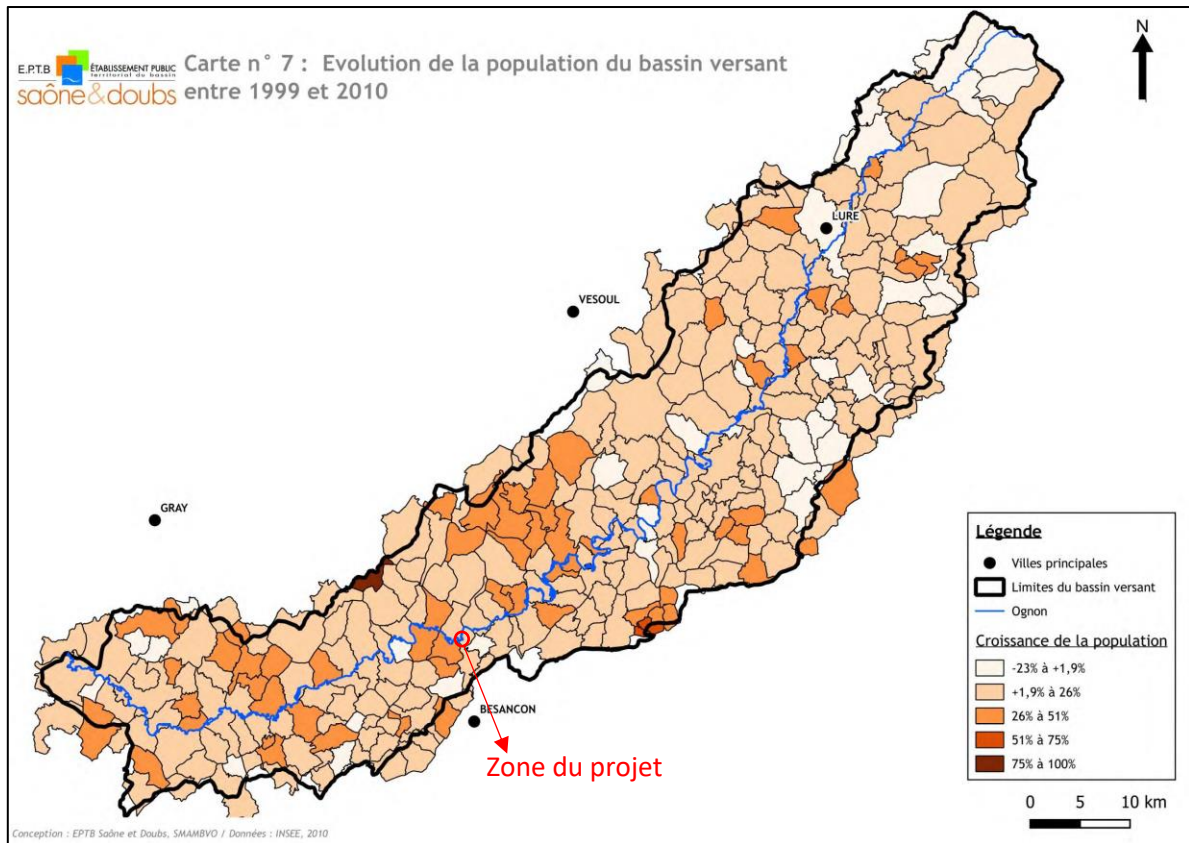 E.P.T.B ÉTABLISSEMENT PUBLIC
territorial du bassin
saône&doubs
Carte n° 7 : Evolution de la population du bassin versant
entre 1999 et 2010
N
LURE
VESOUL
GRAY
BESANCON
Zone du projet
Légende
Villes principales
Limites du bassin versant
Ognon
Croissance de la population
-23% à +1,9%
+1,9% à 26%
26% à 51%
51% à 75%
75% à 100%
0 5 10 km
Conception : EPTB Saône et Doubs, SMAMBVO / Données : INSEE, 2010